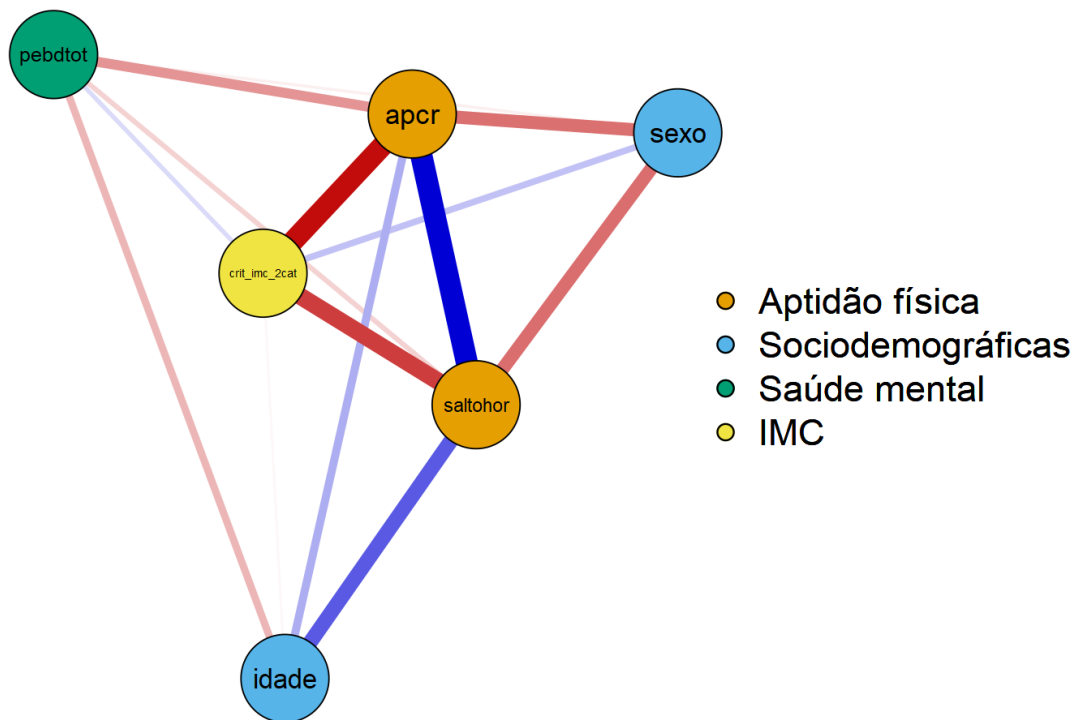 pebdtot
apcr
sexo
crit_imc_2cat
saltohor
idade
Aptidão física
Sociodemográficas
Saúde mental
IMC